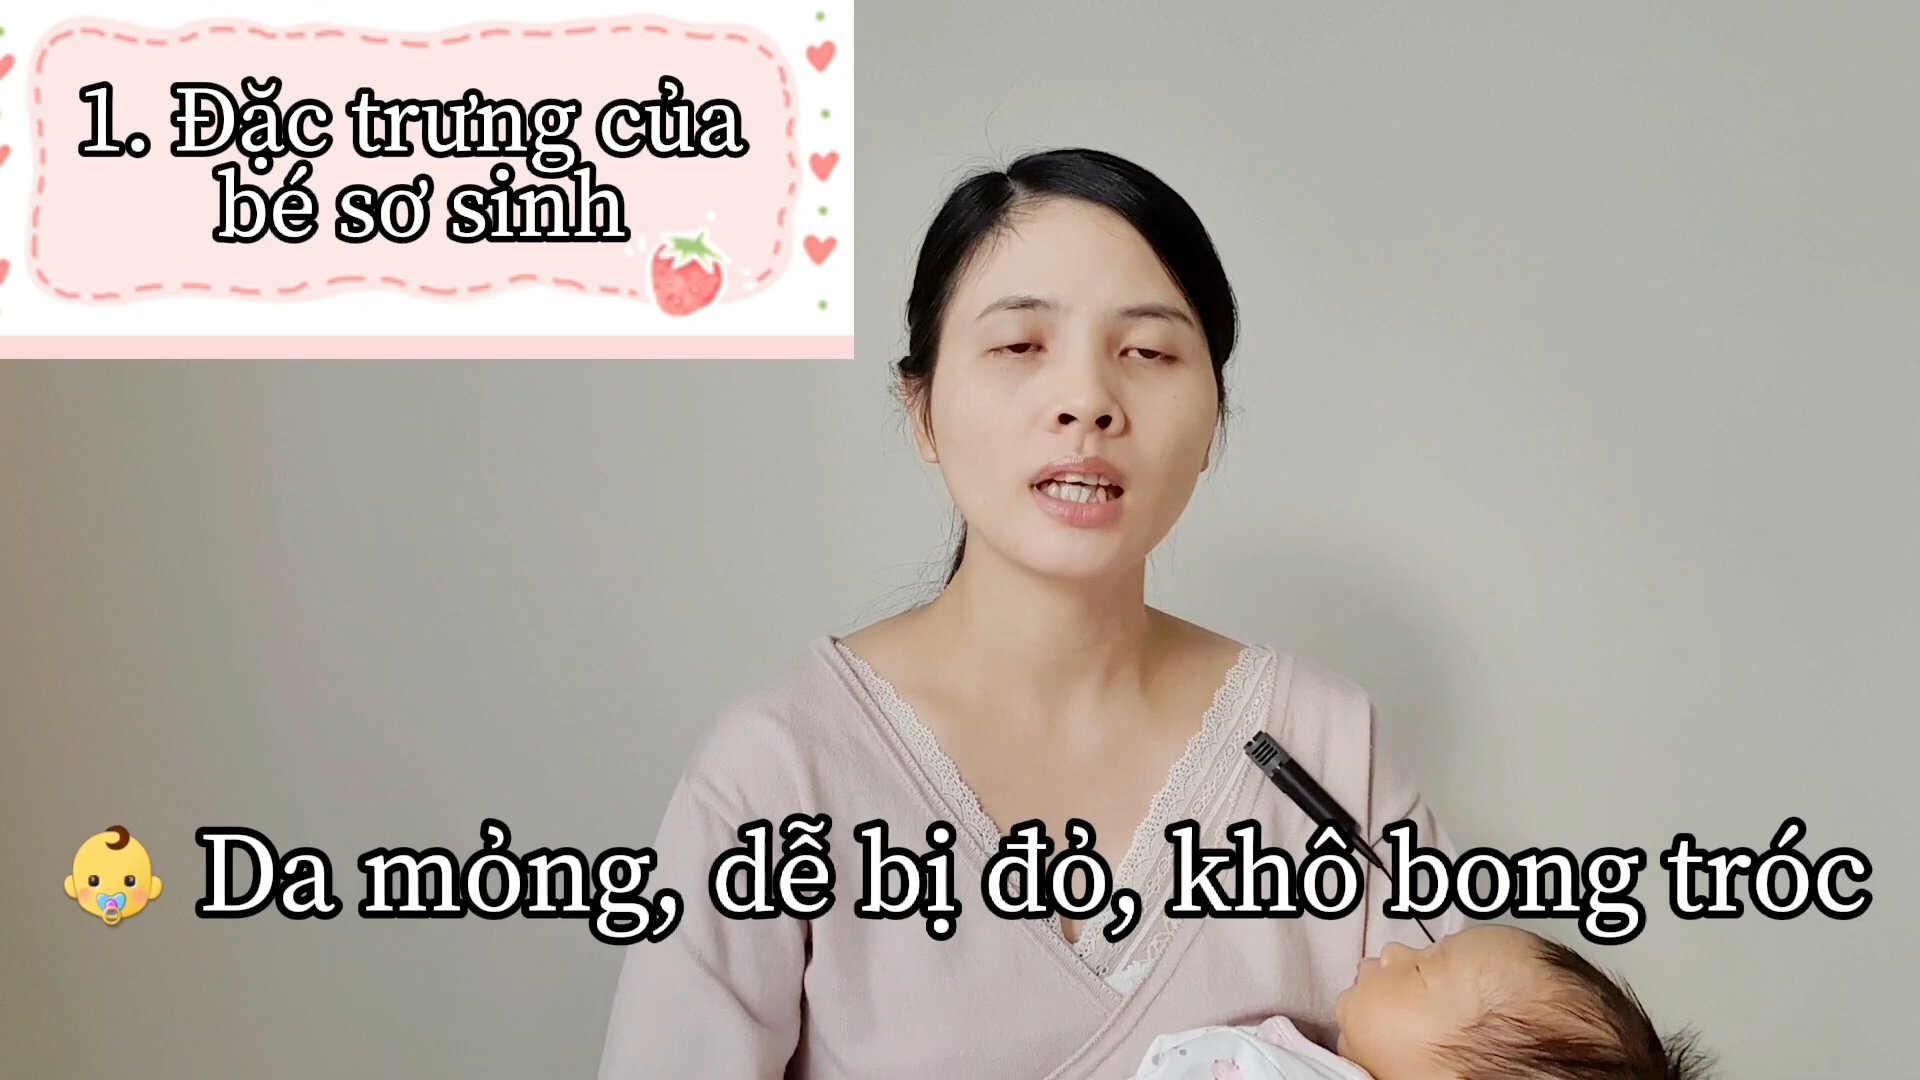 1. Đặc trưng của
bé sơ sinh
👶 Da mỏng, dễ bị đỏ, khô bong tróc